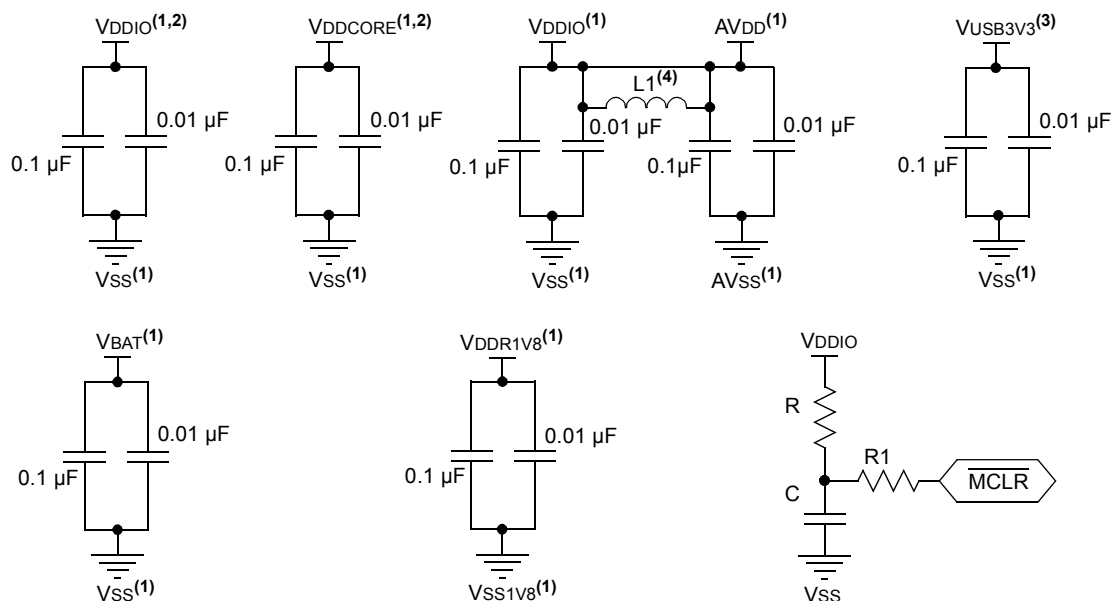 VDDIO(1,2)
0.1 µF
0.01 µF
VSS(1)
VDDCORE(1,2)
0.1 µF
0.01 µF
VSS(1)
VDDIO(1)
AVDD(1)
L1(4)
0.1 µF
0.01 µF
0.1µF
0.01 µF
VSS(1)
AVSS(1)
VUSB3V3(3)
0.1 µF
0.01 µF
VSS(1)
VBAT(1)
0.1 µF
0.01 µF
VSS(1)
VDDR1V8(1)
0.1 µF
0.01 µF
VSS1V8(1)
VDDIO
R
R1
MCLR
C
VSS